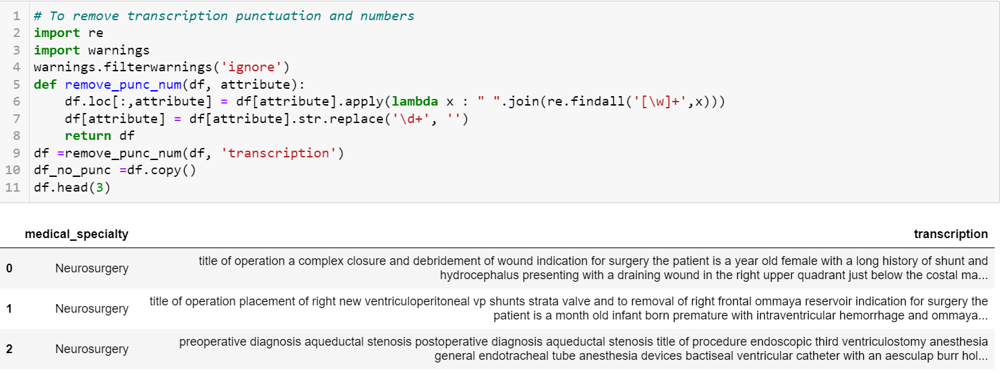 1 # To remove transcription punctuation and numbers
2 import re
3 import warnings
4 warnings.filterwarnings('ignore')
5 def remove_punc_num(df, attribute):
6     df.loc[:,attribute] = df[attribute].apply(lambda x : " ".join(re.findall('[\w]+',x)))
7     df[attribute] = df[attribute].str.replace('\d+', '')
8     return df
9 df =remove_punc_num(df, 'transcription')
10 df_no_punc =df.copy()
11 df.head(3)
medical_specialty transcription
0 Neurosurgery title of operation a complex closure and debridement of wound indication for surgery the patient is a year old female with a long history of shunt and
hydrocephalus presenting with a draining wound in the right upper quadrant just below the costal ma...
1 Neurosurgery title of operation placement of right new ventriculoperitoneal vp shunts strata valve and to removal of right frontal ommaya reservoir indication for surgery the
patient is a month old infant born premature with intraventricular hemorrhage and ommaya...
2 Neurosurgery preoperative diagnosis aqueductal stenosis postoperative diagnosis aqueductal stenosis title of procedure endoscopic third ventriculostomy anesthesia
general endotracheal tube anesthesia devices bactiseal ventricular catheter with an aesculap burr hol...